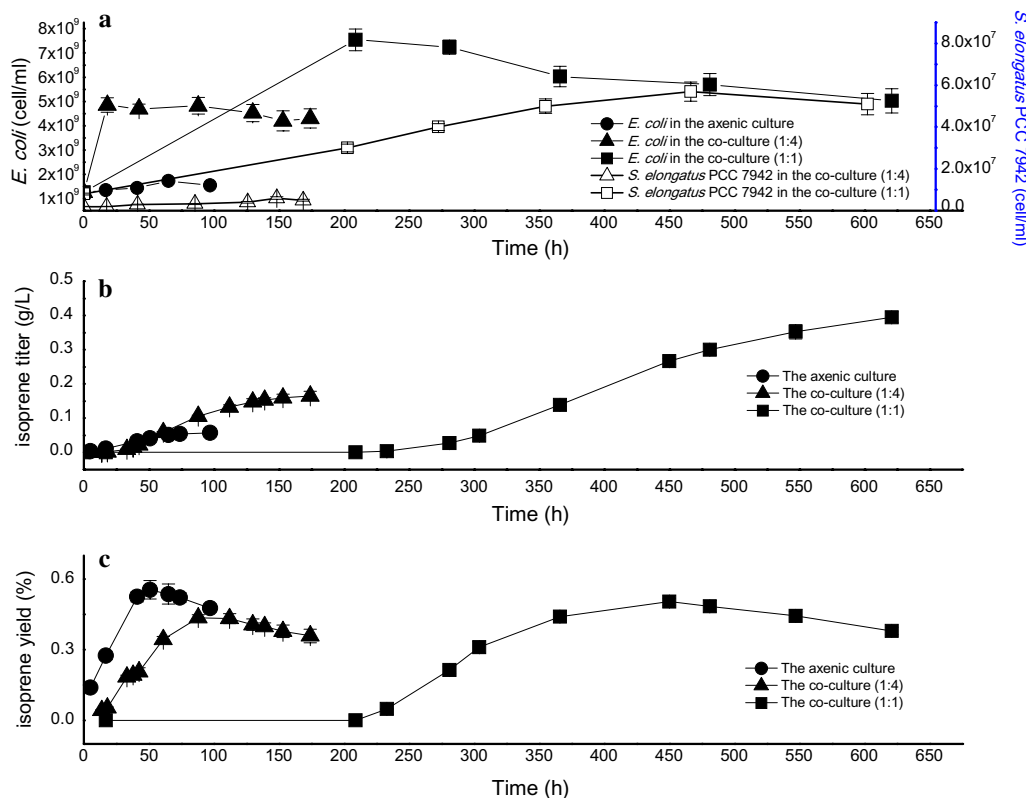 a
8x10⁹
7x10⁹
6x10⁹
5x10⁹
4x10⁹
3x10⁹
2x10⁹
1x10⁹
E. coli (cell/ml)
8.0x10⁷
6.0x10⁷
4.0x10⁷
2.0x10⁷
0.0
S. elongatus PCC 7942 (cell/ml)
E. coli in the axenic culture
E. coli in the co-culture (1:4)
E. coli in the co-culture (1:1)
S. elongatus PCC 7942 in the co-culture (1:4)
S. elongatus PCC 7942 in the co-culture (1:1)
0 50 100 150 200 250 300 350 400 450 500 550 600 650
Time (h)
b
0.5
0.4
0.3
0.2
0.1
0.0
isoprene titer (g/L)
The axenic culture
The co-culture (1:4)
The co-culture (1:1)
0 50 100 150 200 250 300 350 400 450 500 550 600 650
Time (h)
c
0.6
0.3
0.0
isoprene yield (%)
The axenic culture
The co-culture (1:4)
The co-culture (1:1)
0 50 100 150 200 250 300 350 400 450 500 550 600 650
Time (h)